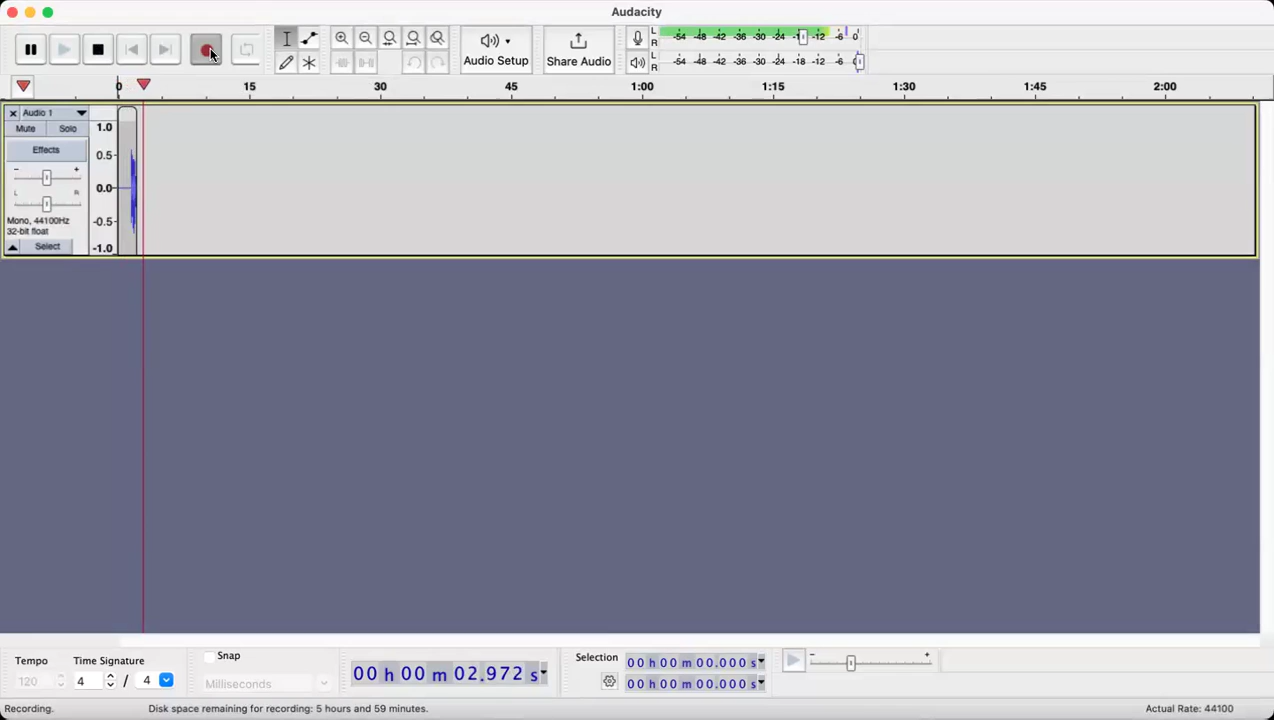 Audacity
Audio Setup
Share Audio
L
R
-54 -48 -42 -36 -30 -24 -12 -6 0
L
R
-54 -48 -42 -36 -30 -24 -18 -12 -6
0 15 30 45 1:00 1:15 1:30 1:45 2:00
Audio 1
Mute Solo
Effects
- +
L R
Mono, 44100Hz
32-bit float
Select
1.0
0.5
0.0
-0.5
-1.0
Tempo Time Signature
120 4 / 4
Snap
Milliseconds
00 h 00 m 02.972 s
Selection
00 h 00 m 00.000 s
00 h 00 m 00.000 s
- +
Recording. Disk space remaining for recording: 5 hours and 59 minutes. Actual Rate: 44100